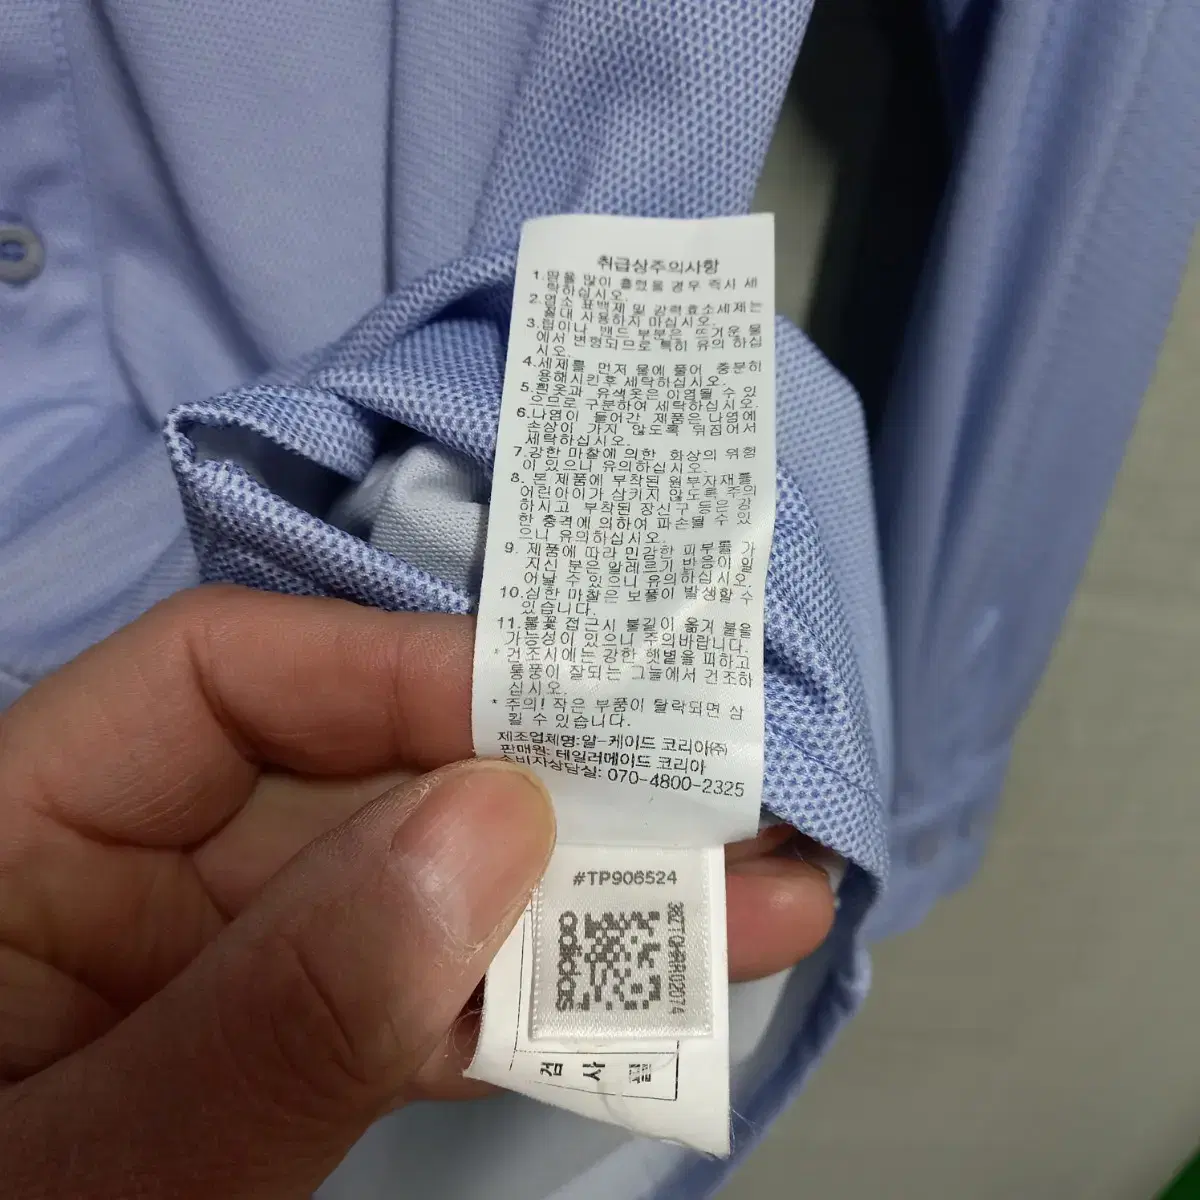 취급상주의사항
1.땀을 많이 흘렸을 경우 즉시 세
탁하십시오.
2.염소 표백제 및 강력효소세제는
절대 사용하지 마십시오.
3.립이나 밴드 부분은 뜨거운 물
에서 변형되므로 특히 유의 하십
시오.
4.세제를 먼저 물에 풀어 충분히
용해시킨후 세탁하십시오.
5.흰옷과 유색옷은 이염될 수 있
으므로 구분하여 세탁하십시오.
6.나염이 들어간 제품은 나염에
손상이 가지 않도록 뒤집어서
세탁하십시오.
7.강한 마찰에 의한 화상의 위험
이 있으니 유의하십시오.
8. 본 제품에 부착된 원부자재를
어린아이가 삼키지 않도록 주의
하시고 부착된 장신구 등은 강
한 충격에 의하여 파손될 수 있
으니 유의하십시오.
9. 제품에 따라 민감한 피부를 가
지신 분은 알레르기 반응이 일
어날 수 있으니 유의하십시오.
10.심한 마찰은 보풀이 발생할 수
있습니다.
11.불꽃 접근시 불길이 옮겨 붙을
가능성이 있으니 주의바랍니다.
* 건조시에는 강한 햇볕을 피하고
통풍이 잘되는 그늘에서 건조하
십시오.
* 주의! 작은 부품이 탈락되면 삼
킬 수 있습니다.
제조업체명:알-케이드 코리아(주)
판매원: 테일러메이드 코리아
소비자상담실: 070-4800-2325
#TP906524
adidas
검 사